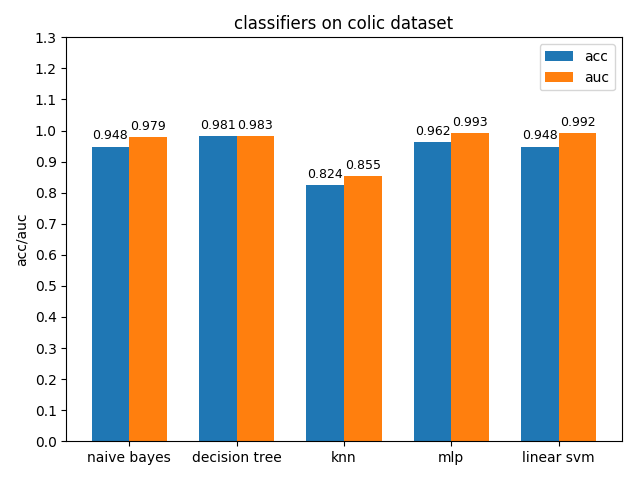 classifiers on colic dataset
1.3
1.2
1.1
1.0
0.9
0.8
0.7
0.6
0.5
0.4
0.3
0.2
0.1
0.0
acc/auc
acc
auc
0.948 0.979 0.981 0.983 0.824 0.855 0.962 0.993 0.948 0.992
naive bayes decision tree knn mlp linear svm